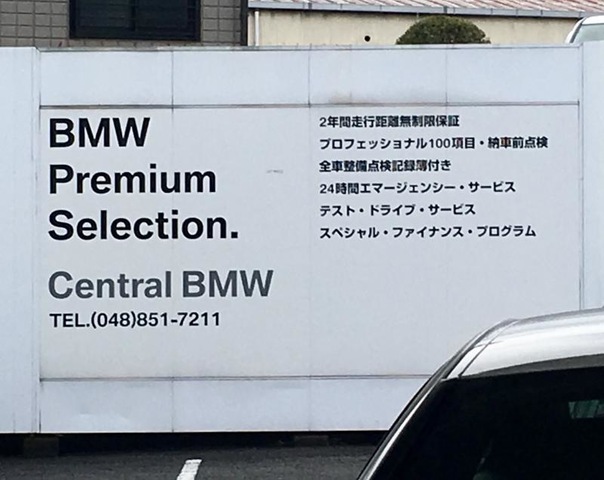 BMW
Premium
Selection.
Central BMW
TEL.(048)851-7211
2年間走行距離無制限保証
プロフェッショナル100項目・納車前点検
全車整備点検記録簿付き
24時間エマージェンシー・サービス
テスト・ドライブ・サービス
スペシャル・ファイナンス・プログラム